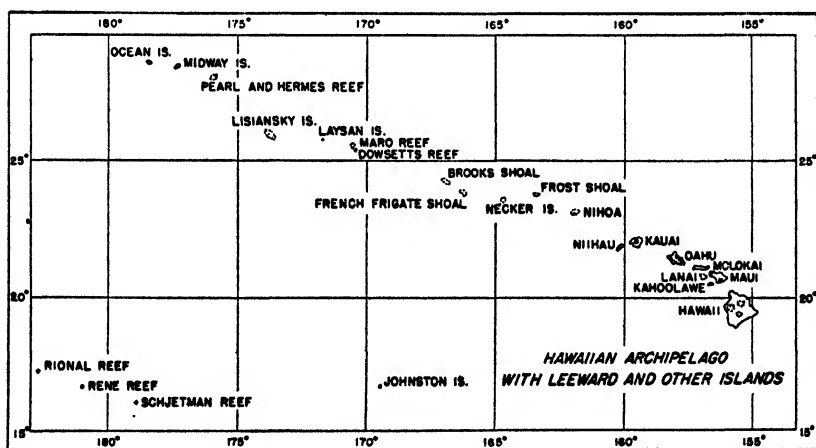 180° 175° 170° 165° 160° 155°
OCEAN IS.
MIDWAY IS.
PEARL AND HERMES REEF
LISIANSKY IS.
LAYSAN IS.
MARO REEF
DOWSETTS REEF
25° 25°
BROOKS SHOAL
FROST SHOAL
FRENCH FRIGATE SHOAL
NECKER IS.
NIHOA
NIIHAU
KAUAI
OAHU
MCLOKAI
LANAI
MAUI
KAHOOLAWE
20° 20°
HAWAII
HAWAIIAN ARCHIPELAGO
WITH LEEWARD AND OTHER ISLANDS
RIONAL REEF
RENE REEF
SCHJETMAN REEF
JOHNSTON IS.
15° 15°
180° 175° 170° 165° 160° 155°